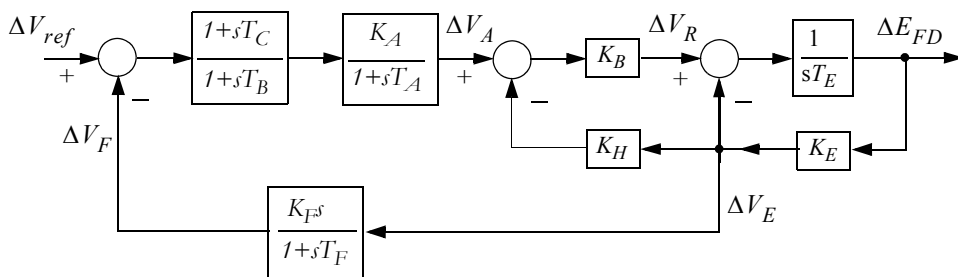 ΔV_ref
+
−
1+sT_C
1+sT_B
K_A
1+sT_A
ΔV_A
+
−
K_B
ΔV_R
+
−
1
sT_E
ΔE_FD
ΔV_F
K_H
K_E
ΔV_E
K_F s
1+sT_F